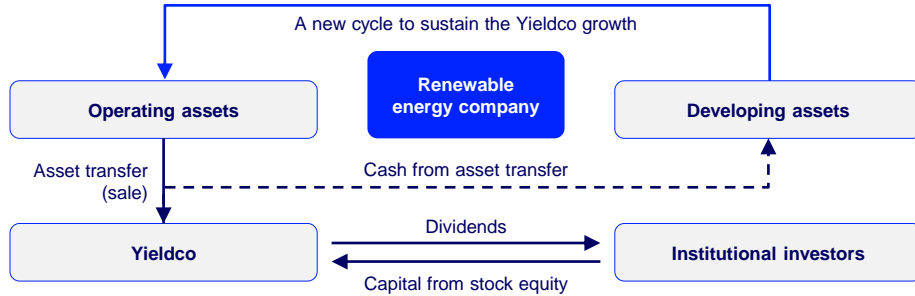 A new cycle to sustain the Yieldco growth
Renewable
energy company
Operating assets
Developing assets
Asset transfer
(sale)
Cash from asset transfer
Yieldco
Dividends
Institutional investors
Capital from stock equity